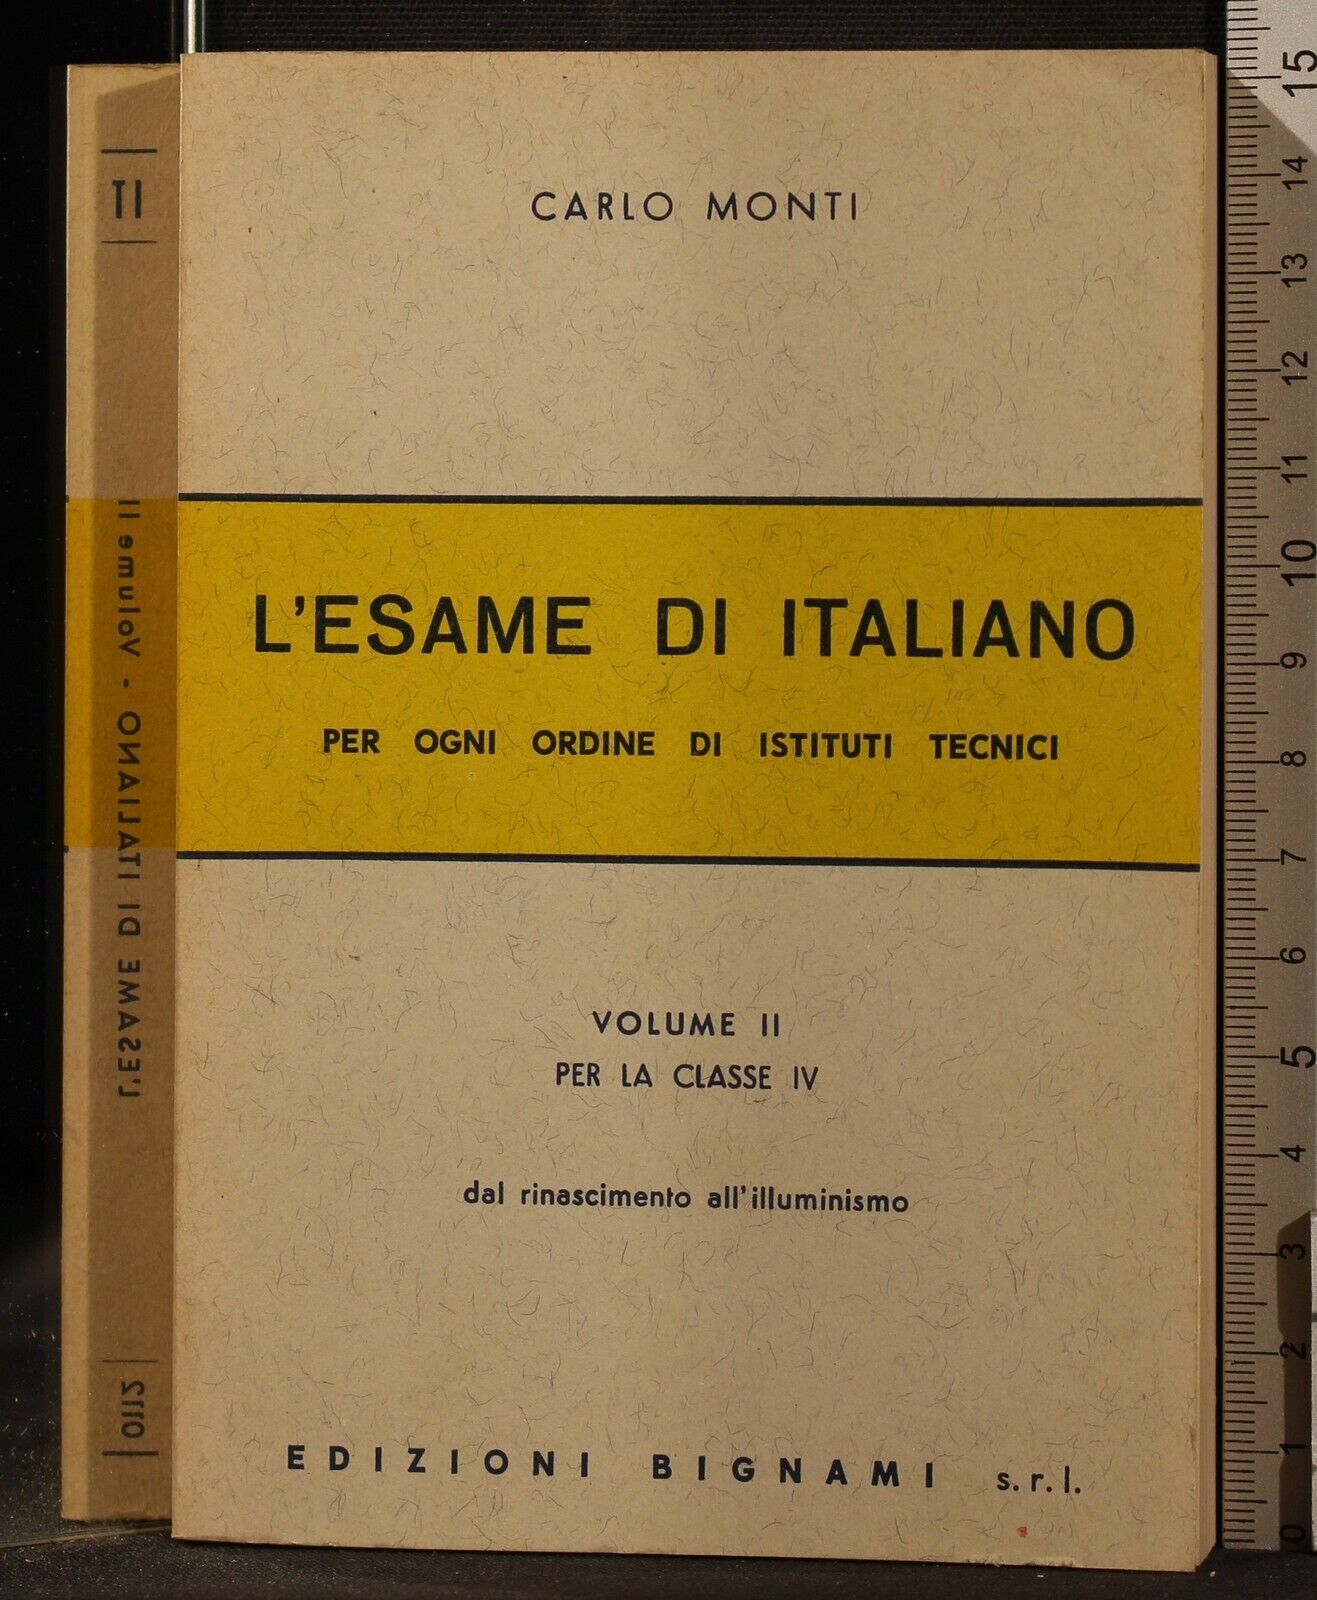 CARLO MONTI
L'ESAME DI ITALIANO
PER OGNI ORDINE DI ISTITUTI TECNICI
VOLUME II
PER LA CLASSE IV
dal rinascimento all'illuminismo
EDIZIONI BIGNAMI s.r.l.
IT
L'ESAME DI ITALIANO - Volume II
0112
15
14
13
12
11
10
9
8
7
6
5
4
3
2
1
0